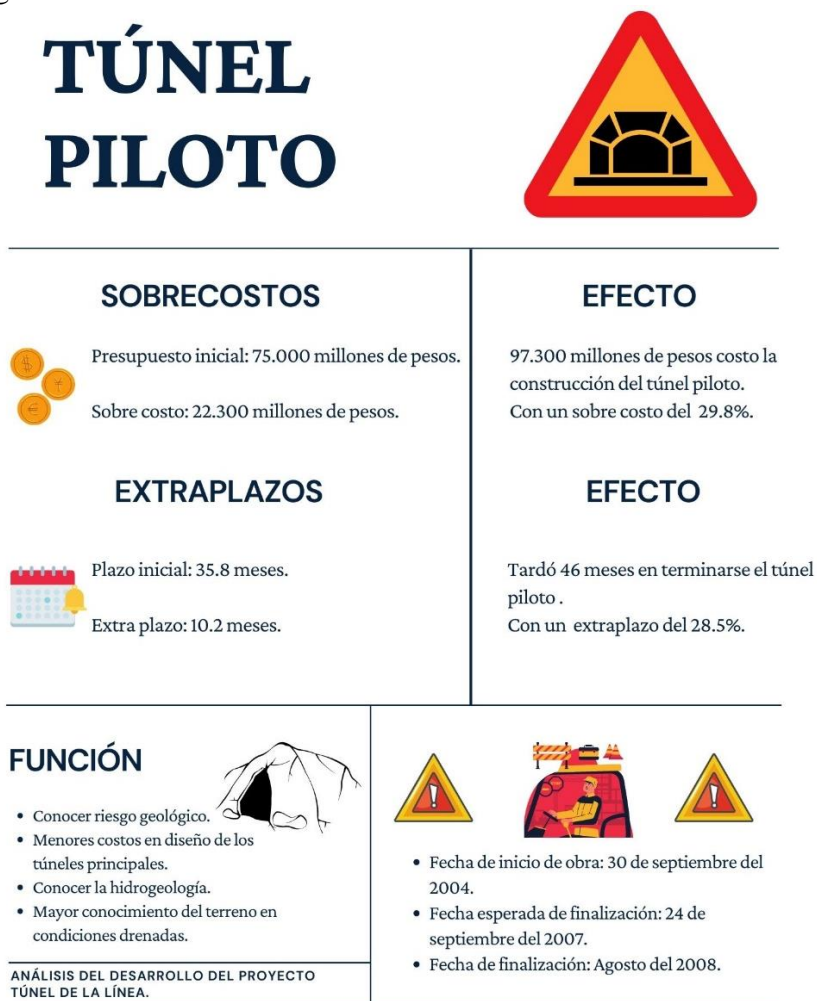 TÚNEL
PILOTO
SOBRECOSTOS
Presupuesto inicial: 75.000 millones de pesos.
Sobre costo: 22.300 millones de pesos.
EFECTO
97.300 millones de pesos costo la
construcción del túnel piloto.
Con un sobre costo del 29.8%.
EXTRAPLAZOS
Plazo inicial: 35.8 meses.
Extra plazo: 10.2 meses.
EFECTO
Tardó 46 meses en terminarse el túnel
piloto .
Con un extraplazo del 28.5%.
FUNCIÓN
• Conocer riesgo geológico.
• Menores costos en diseño de los
túneles principales.
• Conocer la hidrogeología.
• Mayor conocimiento del terreno en
condiciones drenadas.
ANÁLISIS DEL DESARROLLO DEL PROYECTO
TÚNEL DE LA LÍNEA.
• Fecha de inicio de obra: 30 de septiembre del
2004.
• Fecha esperada de finalización: 24 de
septiembre del 2007.
• Fecha de finalización: Agosto del 2008.